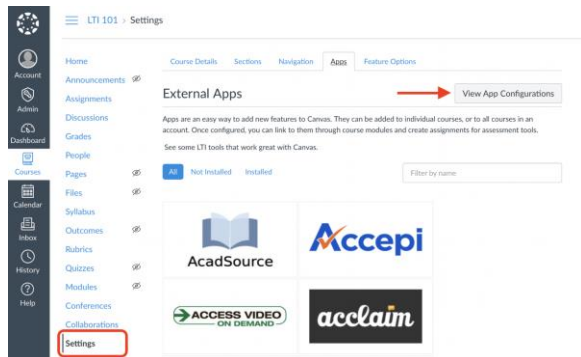 LTI 101 › Settings
Account
Admin
Dashboard
Courses
Calendar
Inbox
History
Help
Home
Announcements
Assignments
Discussions
Grades
People
Pages
Files
Syllabus
Outcomes
Rubrics
Quizzes
Modules
Conferences
Collaborations
Settings
Course Details Sections Navigation Apps Feature Options
External Apps
View App Configurations
Apps are an easy way to add new features to Canvas. They can be added to individual courses, or to all courses in an
account. Once configured, you can link to them through course modules and create assignments for assessment tools.
See some LTI tools that work great with Canvas.
All Not Installed Installed
Filter by name
AcadSource
Accepi
ACCESS VIDEO
ON DEMAND
acclaim